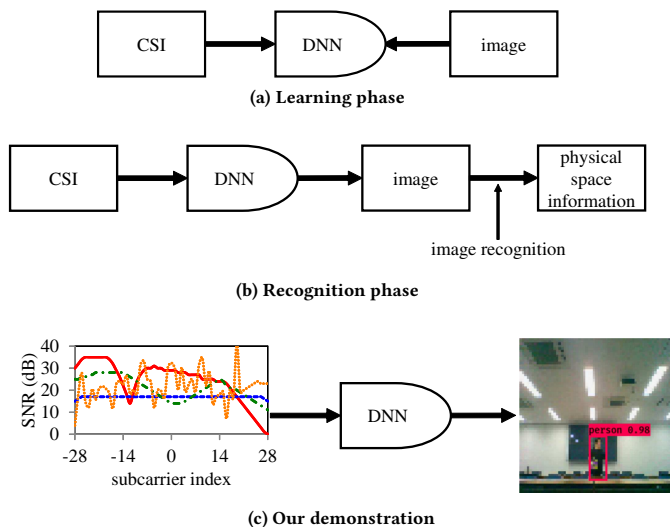 CSI
DNN
image
(a) Learning phase
CSI
DNN
image
physical
space
information
image recognition
(b) Recognition phase
SNR (dB)
40
30
20
10
0
-28
-14
0
14
28
subcarrier index
DNN
person 0.98
(c) Our demonstration